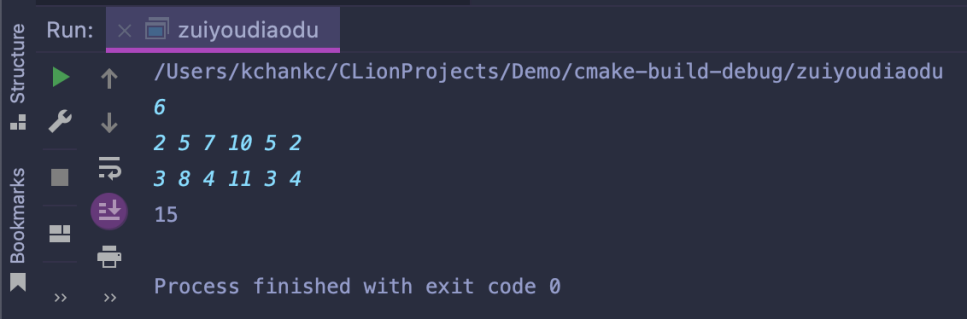 Run: zuiyoudiaodu
Structure
Bookmarks
/Users/kchankc/CLionProjects/Demo/cmake-build-debug/zuiyoudiaodu
6
2 5 7 10 5 2
3 8 4 11 3 4
15
Process finished with exit code 0